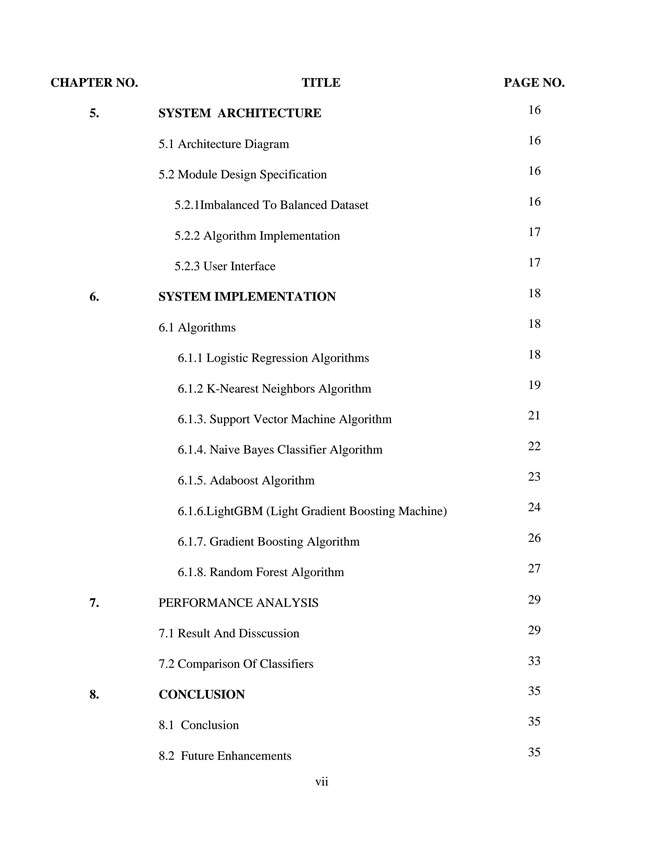 CHAPTER NO. TITLE PAGE NO.
5. SYSTEM ARCHITECTURE 16
5.1 Architecture Diagram 16
5.2 Module Design Specification 16
5.2.1Imbalanced To Balanced Dataset 16
5.2.2 Algorithm Implementation 17
5.2.3 User Interface 17
6. SYSTEM IMPLEMENTATION 18
6.1 Algorithms 18
6.1.1 Logistic Regression Algorithms 18
6.1.2 K-Nearest Neighbors Algorithm 19
6.1.3. Support Vector Machine Algorithm 21
6.1.4. Naive Bayes Classifier Algorithm 22
6.1.5. Adaboost Algorithm 23
6.1.6.LightGBM (Light Gradient Boosting Machine) 24
6.1.7. Gradient Boosting Algorithm 26
6.1.8. Random Forest Algorithm 27
7. PERFORMANCE ANALYSIS 29
7.1 Result And Disscussion 29
7.2 Comparison Of Classifiers 33
8. CONCLUSION 35
8.1 Conclusion 35
8.2 Future Enhancements 35
vii